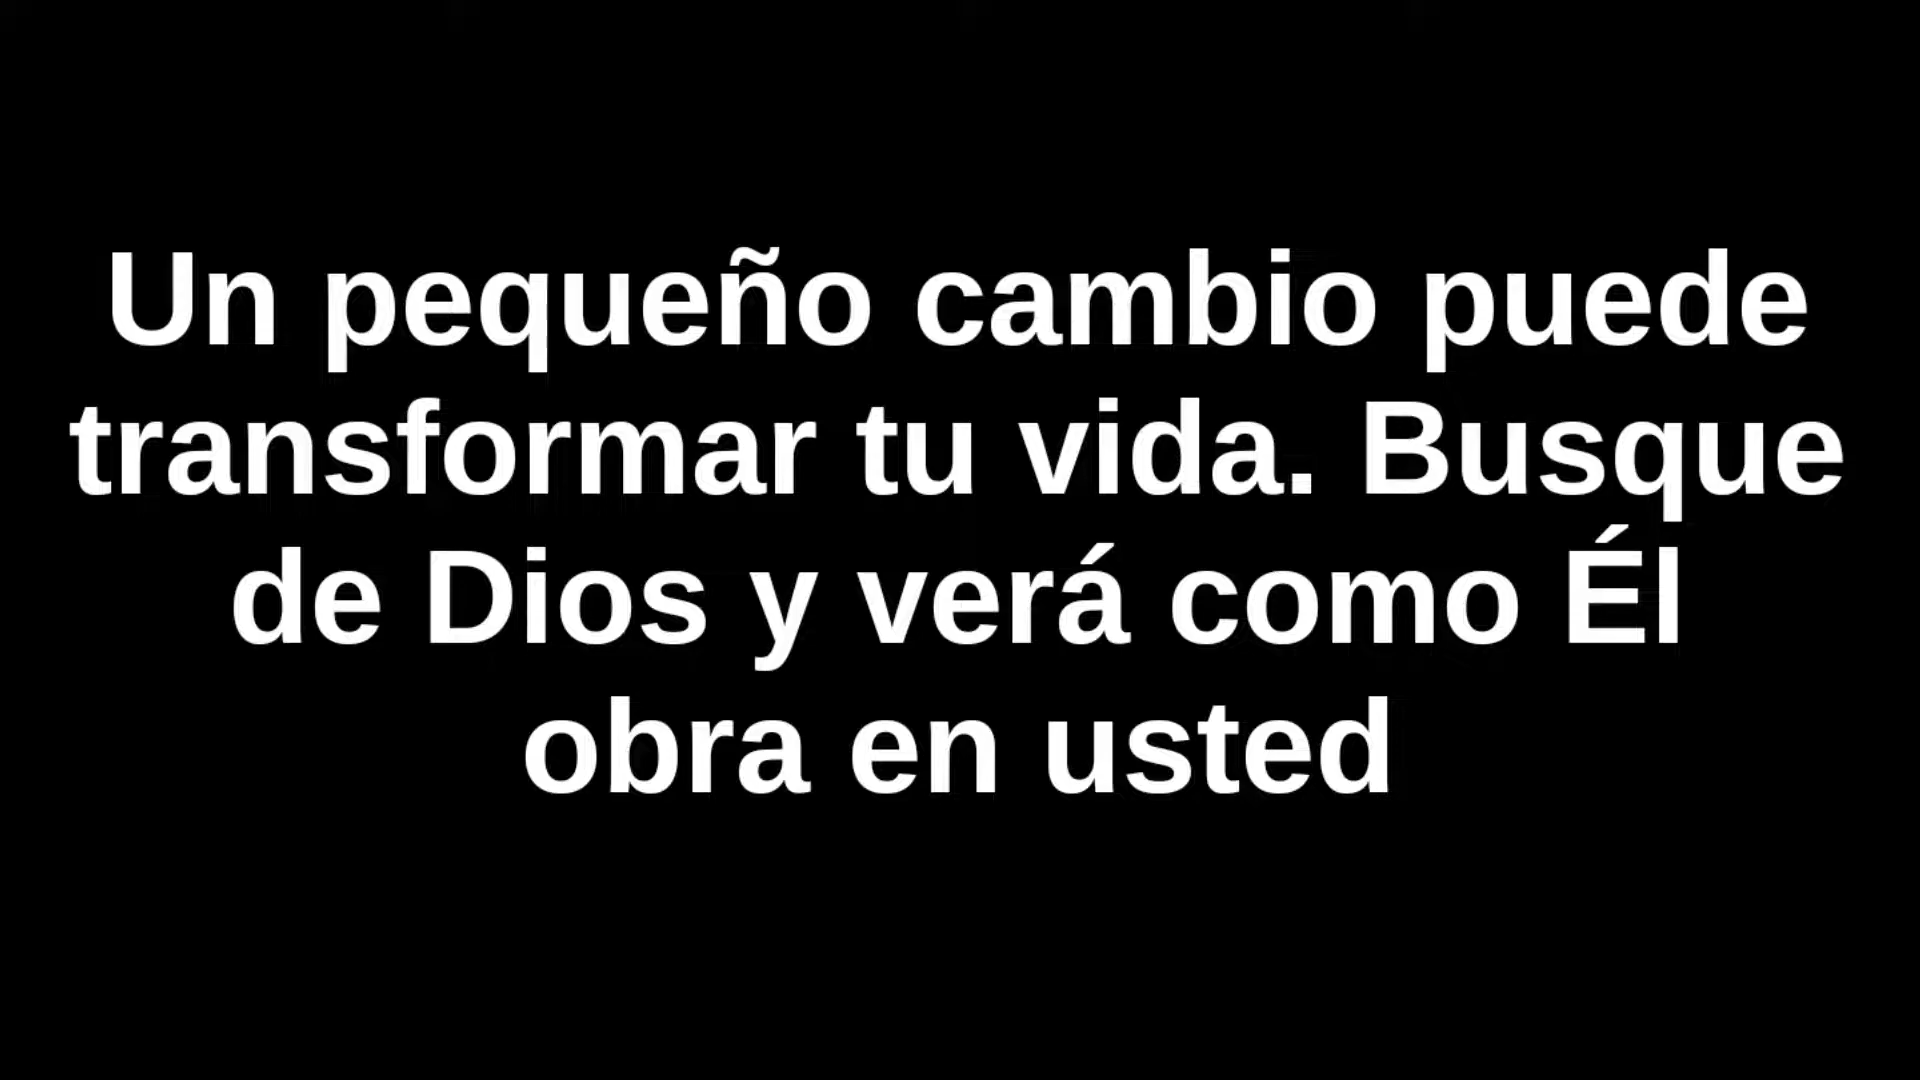 Un pequeño cambio puede
transformar tu vida. Busque
de Dios y verá como Él
obra en usted